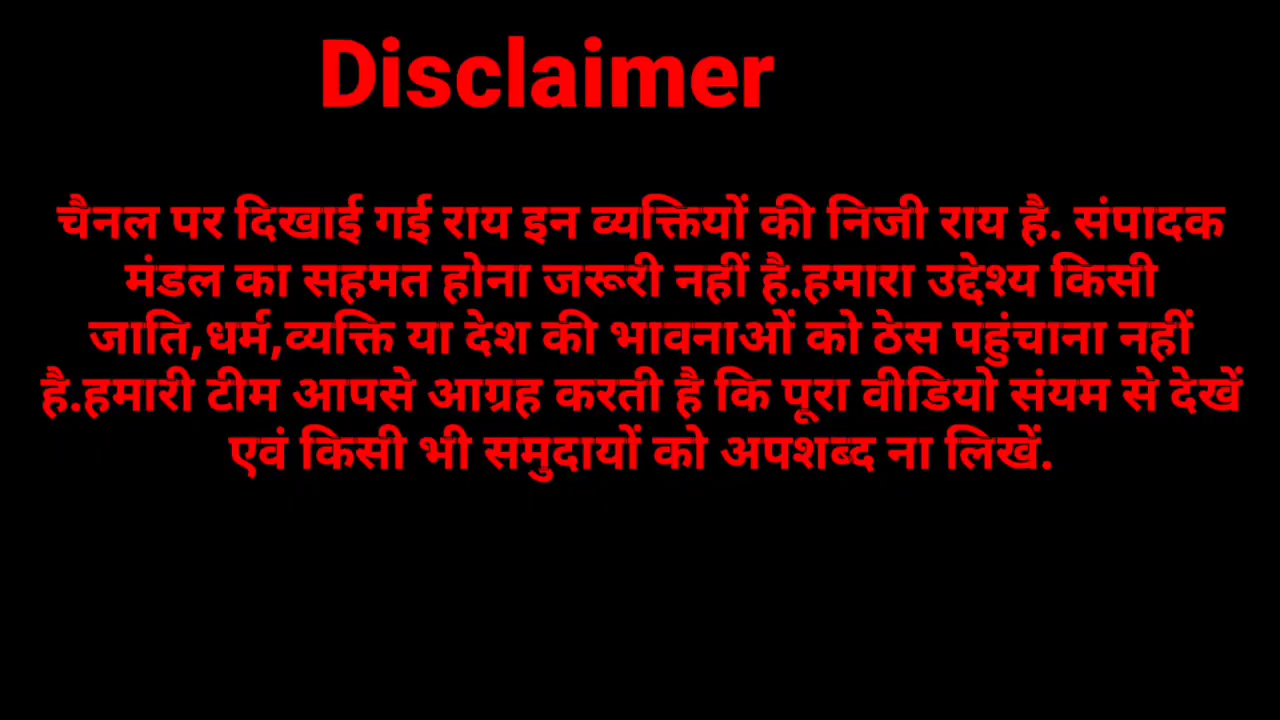 Disclaimer
चैनल पर दिखाई गई राय इन व्यक्तियों की निजी राय है. संपादक
मंडल का सहमत होना जरूरी नहीं है.हमारा उद्देश्य किसी
जाति,धर्म,व्यक्ति या देश की भावनाओं को ठेस पहुंचाना नहीं
है.हमारी टीम आपसे आग्रह करती है कि पूरा वीडियो संयम से देखें
एवं किसी भी समुदायों को अपशब्द ना लिखें.